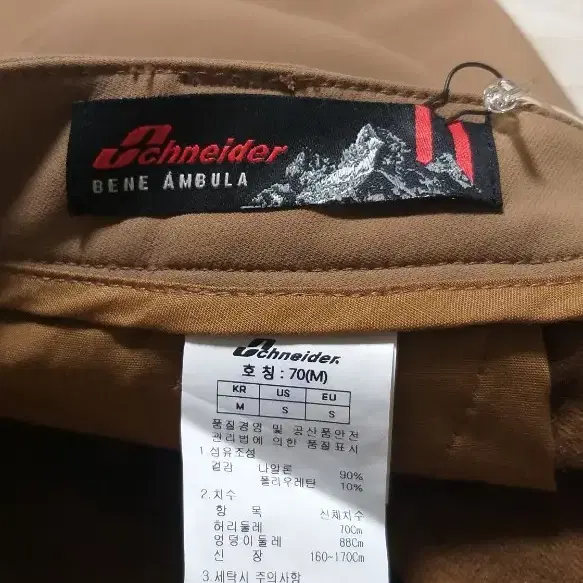 Schneider
BENE ÁMBULA
Schneider.
호 칭 : 70(M)
KR US EU
M S S
품질경영 및 공산품안전
관리법에 의한 품질표시
1.섬유조성
겉감 나일론 90%
폴리우레탄 10%
2.치수
항 목 신체치수
허리둘레 70Cm
엉덩이둘레 88Cm
신 장 160-170Cm
3.세탁시 주의사항